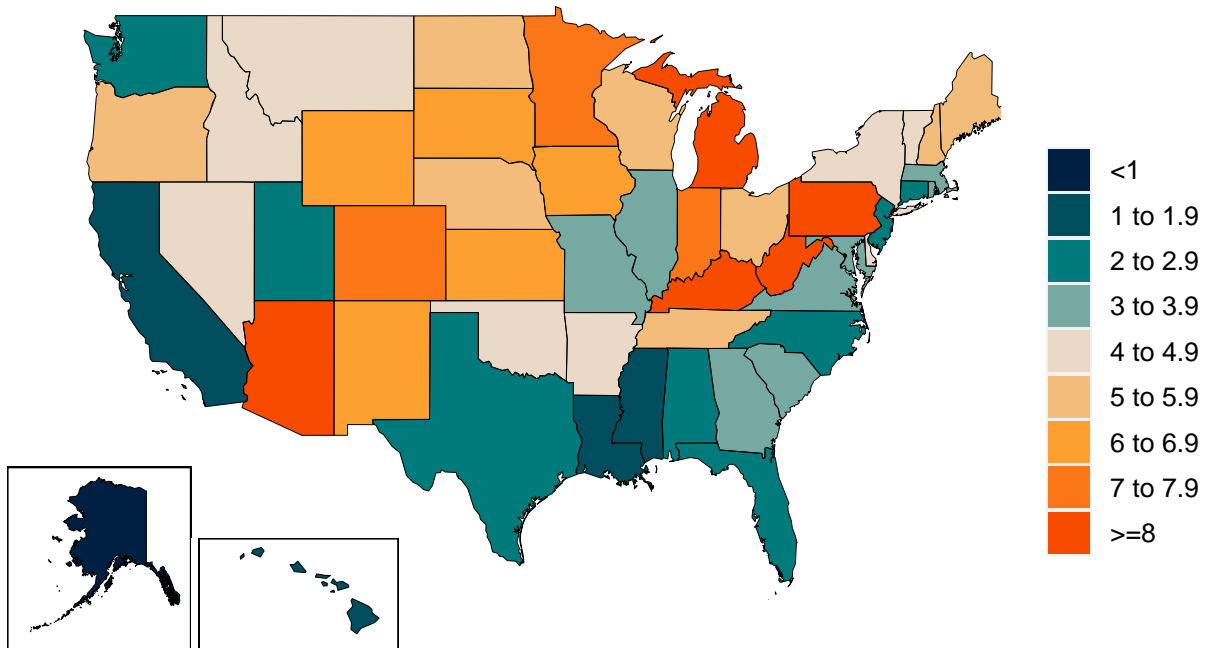 <1
1 to 1.9
2 to 2.9
3 to 3.9
4 to 4.9
5 to 5.9
6 to 6.9
7 to 7.9
>=8